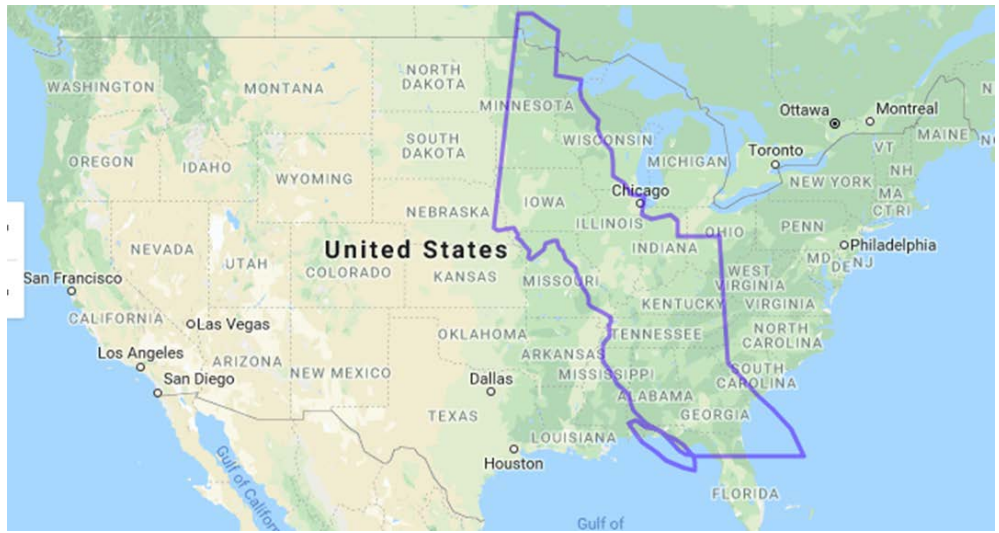 WASHINGTON
MONTANA
NORTH
DAKOTA
MINNESOTA
Ottawa
Montreal
MAINE
OREGON
IDAHO
WYOMING
SOUTH
DAKOTA
WISCONSIN
MICHIGAN
Toronto
VT
NH
NEW YORK
MA
CT RI
NEBRASKA
IOWA
Chicago
ILLINOIS
INDIANA
OHIO
PENN
Philadelphia
MD
DE
NJ
NEVADA
UTAH
COLORADO
United States
KANSAS
MISSOURI
WEST
VIRGINIA
VIRGINIA
KENTUCKY
San Francisco
CALIFORNIA
Las Vegas
OKLAHOMA
TENNESSEE
NORTH
CAROLINA
Los Angeles
ARIZONA
NEW MEXICO
ARKANSAS
MISSISSIPPI
SOUTH
CAROLINA
San Diego
Dallas
TEXAS
ALABAMA
GEORGIA
LOUISIANA
Houston
FLORIDA
Gulf of Californ
Gulf of